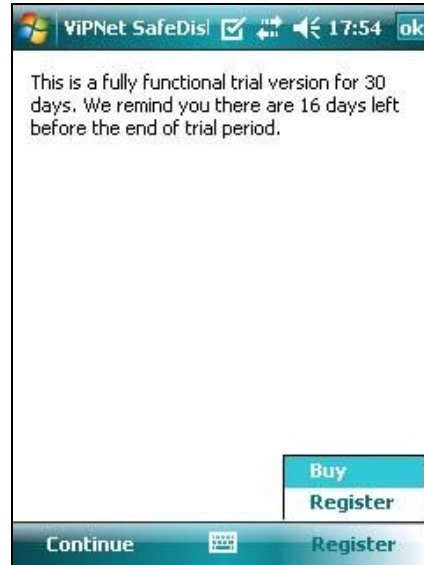 ViPNet SafeDisl 17:54 ok
This is a fully functional trial version for 30
days. We remind you there are 16 days left
before the end of trial period.
Buy
Register
Continue Register